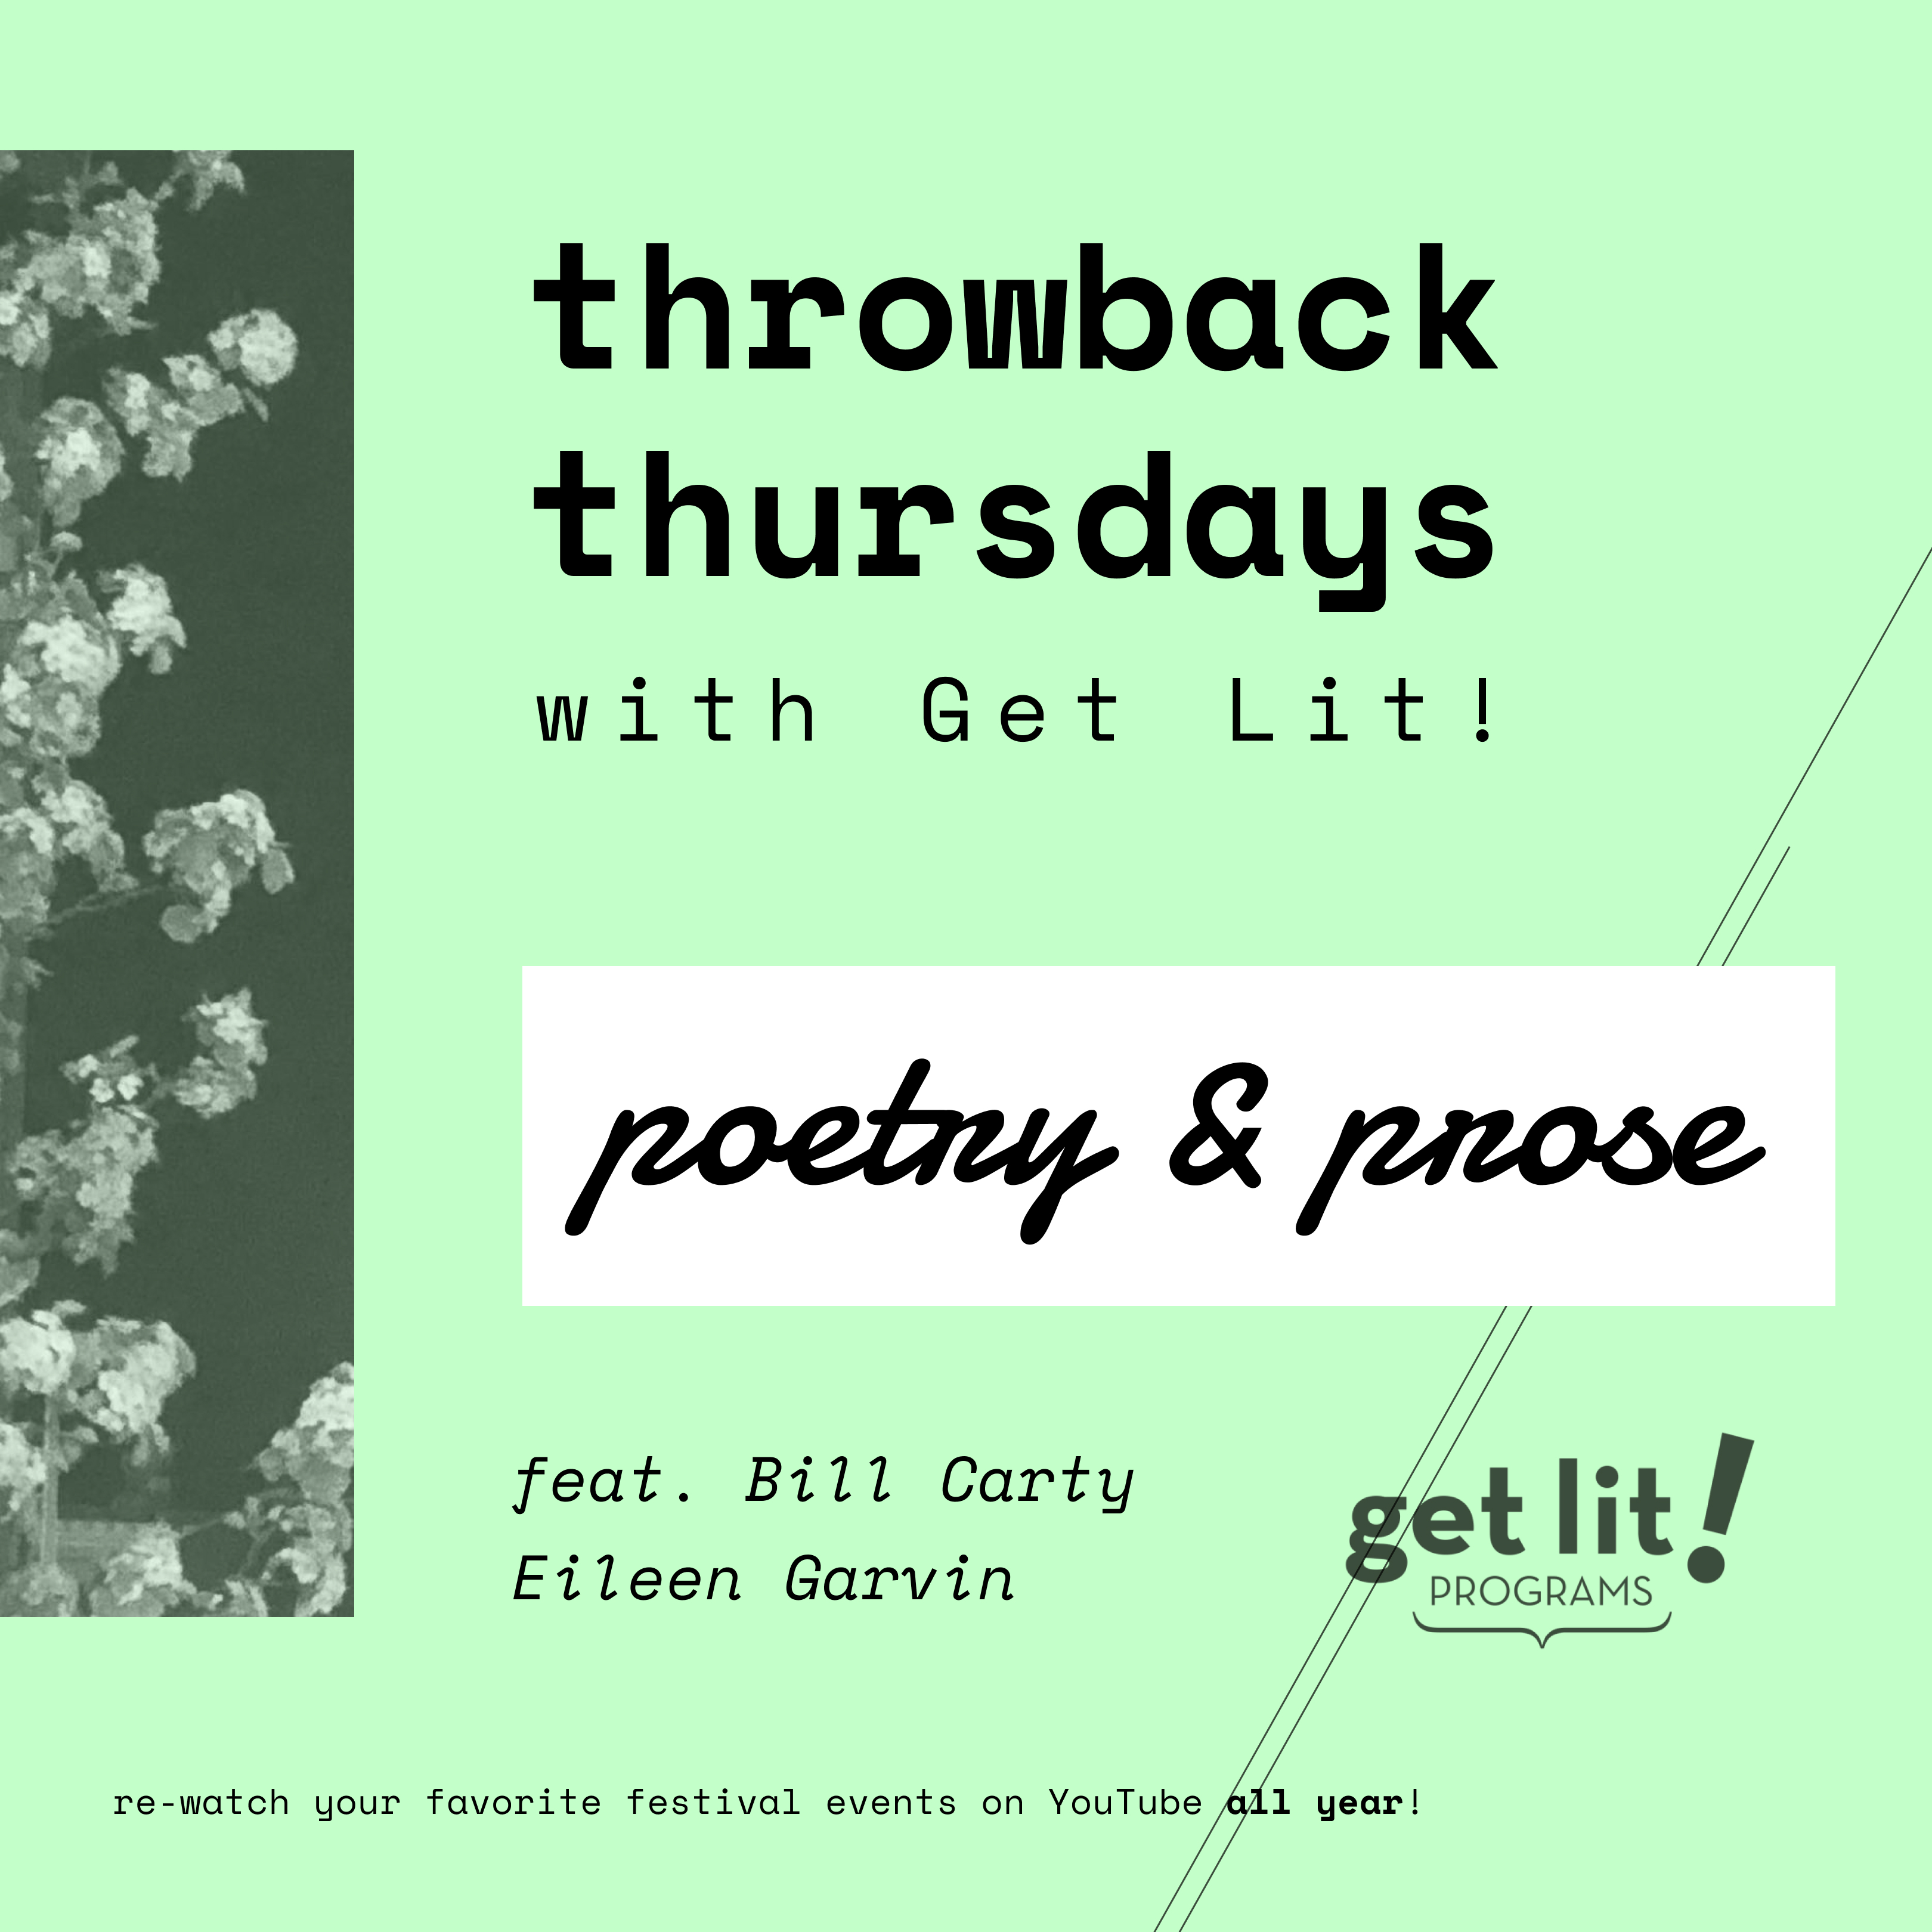 throwback
thursdays
with Get Lit!
poetry & prose
feat. Bill Carty
Eileen Garvin
get lit!
PROGRAMS
re-watch your favorite festival events on YouTube all year!